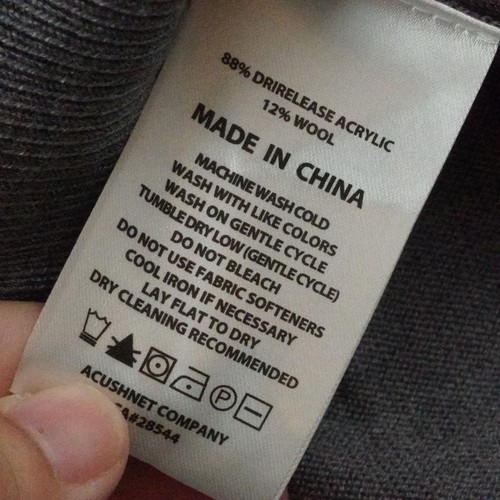 88% DRIRELEASE ACRYLIC
12% WOOL
MADE IN CHINA
MACHINE WASH COLD
WASH WITH LIKE COLORS
WASH ON GENTLE CYCLE
TUMBLE DRY LOW (GENTLE CYCLE)
DO NOT BLEACH
DO NOT USE FABRIC SOFTENERS
COOL IRON IF NECESSARY
LAY FLAT TO DRY
DRY CLEANING RECOMMENDED
P
ACUSHNET COMPANY
#28544